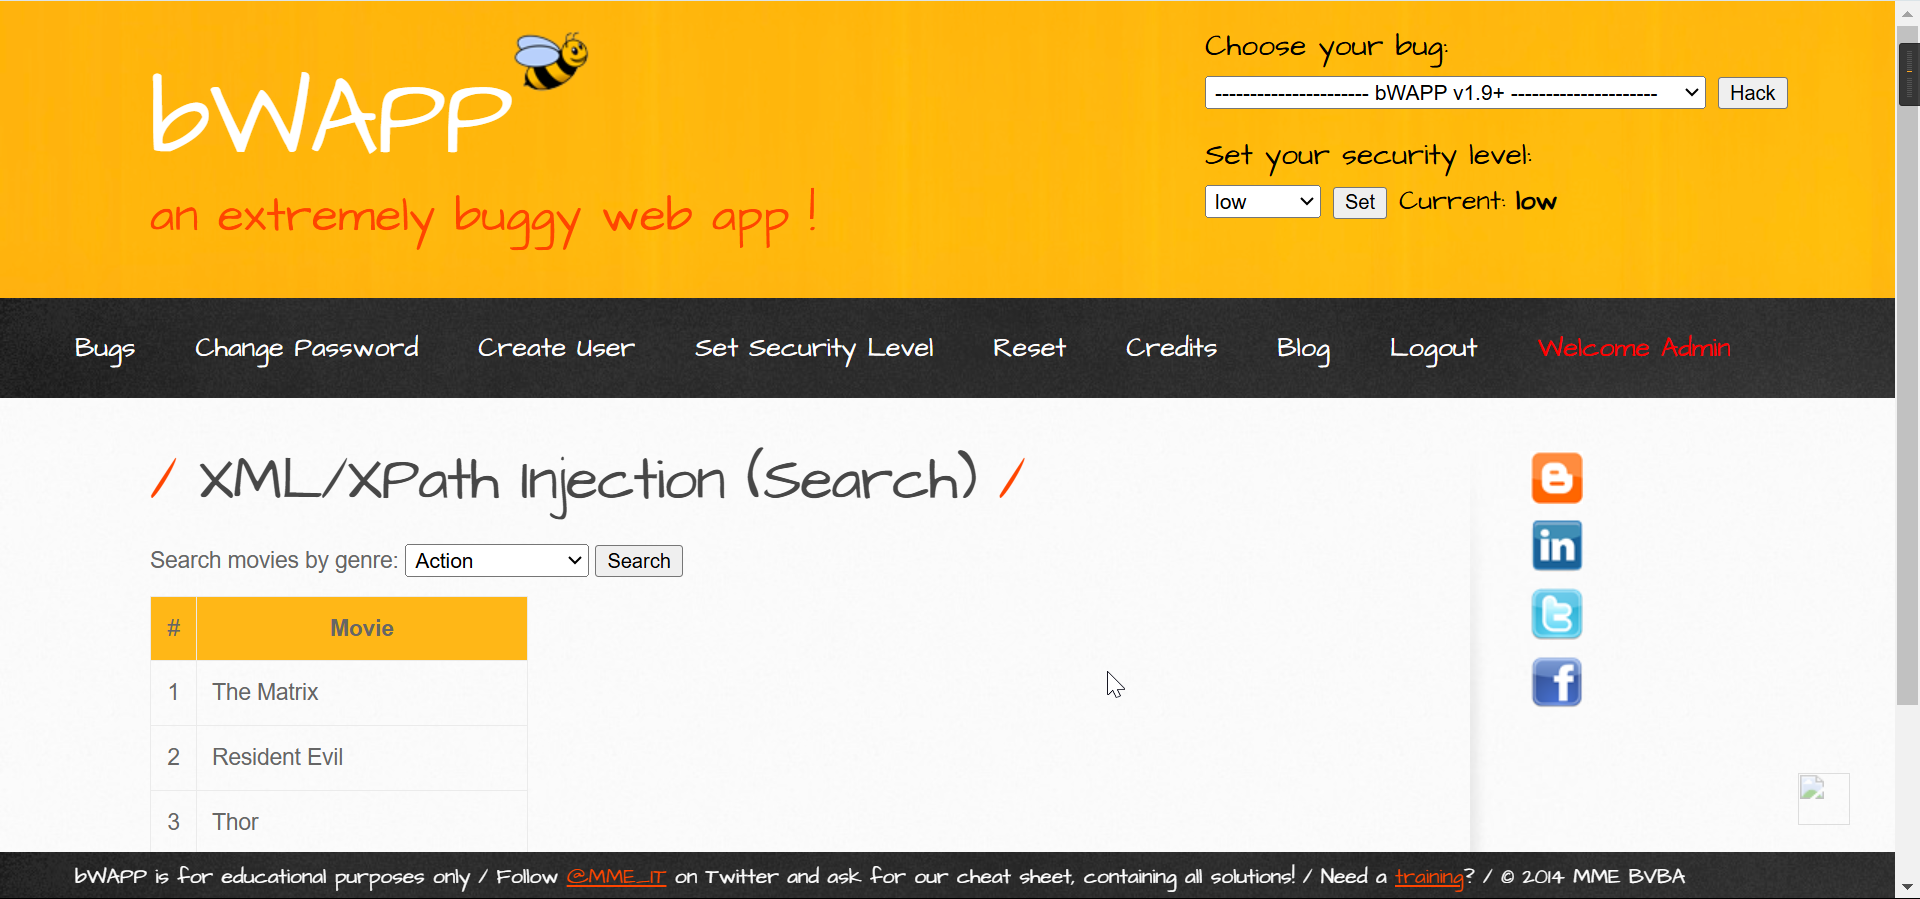 bWAPP
an extremely buggy web app !
Choose your bug:
---------------------- bWAPP v1.9+ --------------------- Hack
Set your security level:
low Set Current: low
Bugs Change Password Create User Set Security Level Reset Credits Blog Logout Welcome Admin
/ XML/XPath Injection (Search) /
Search movies by genre: Action Search
# Movie
1 The Matrix
2 Resident Evil
3 Thor
bWAPP is for educational purposes only / Follow @MME_IT on Twitter and ask for our cheat sheet, containing all solutions! / Need a training? / © 2014 MME BVBA